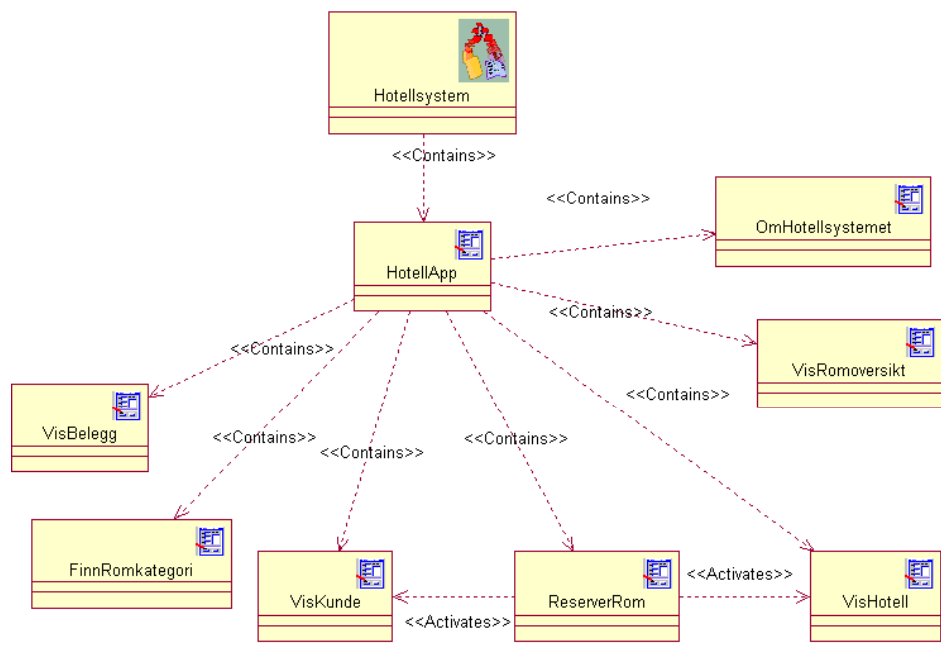 Hotellsystem
<<Contains>>
<<Contains>>
OmHotellsystemet
HotellApp
<<Contains>>
<<Contains>>
VisRomoversikt
VisBelegg
<<Contains>>
<<Contains>>
<<Contains>>
<<Contains>>
FinnRomkategori
VisKunde
<<Activates>>
ReserverRom
<<Activates>>
VisHotell